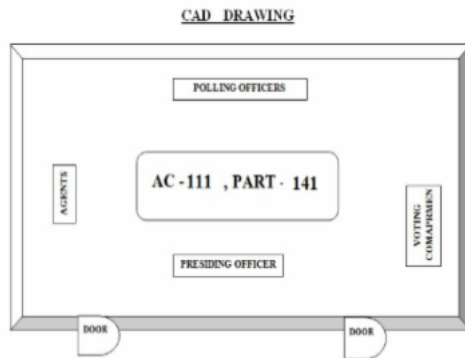 CAD DRAWING
POLLING OFFICERS
AC - 111 , PART - 141
AGENTS
VOTING
COMAPRMEN
PRESIDING OFFICER
DOOR
DOOR